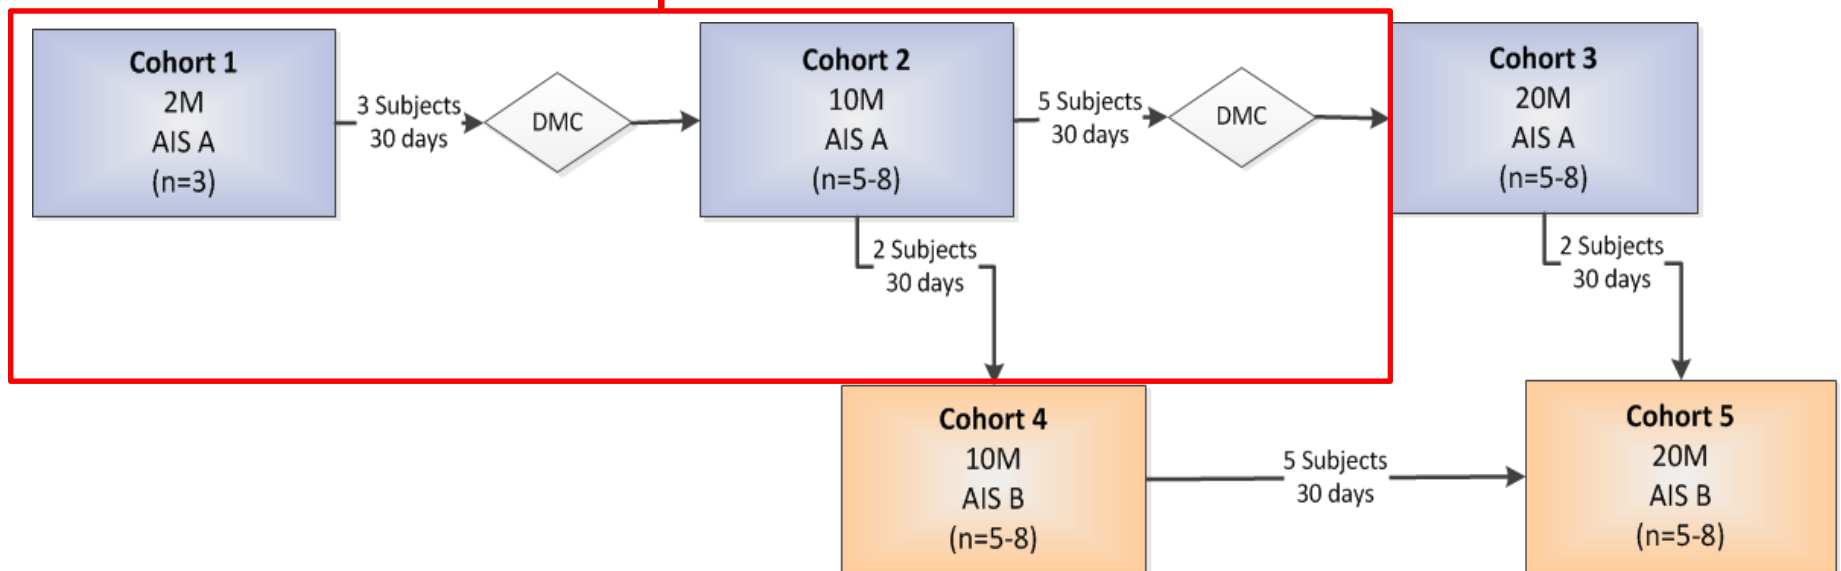 Cohort 1
2M
AIS A
(n=3)
3 Subjects
30 days
DMC
Cohort 2
10M
AIS A
(n=5-8)
5 Subjects
30 days
DMC
Cohort 3
20M
AIS A
(n=5-8)
2 Subjects
30 days
2 Subjects
30 days
Cohort 4
10M
AIS B
(n=5-8)
5 Subjects
30 days
Cohort 5
20M
AIS B
(n=5-8)